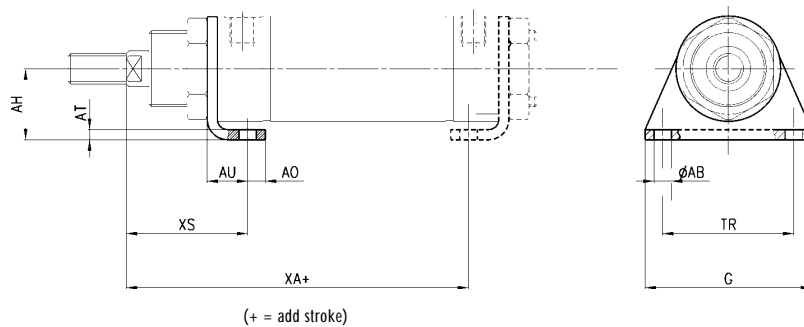 AH
AT
AU
AO
XS
XA+
(+ = add stroke)
ØAB
TR
G